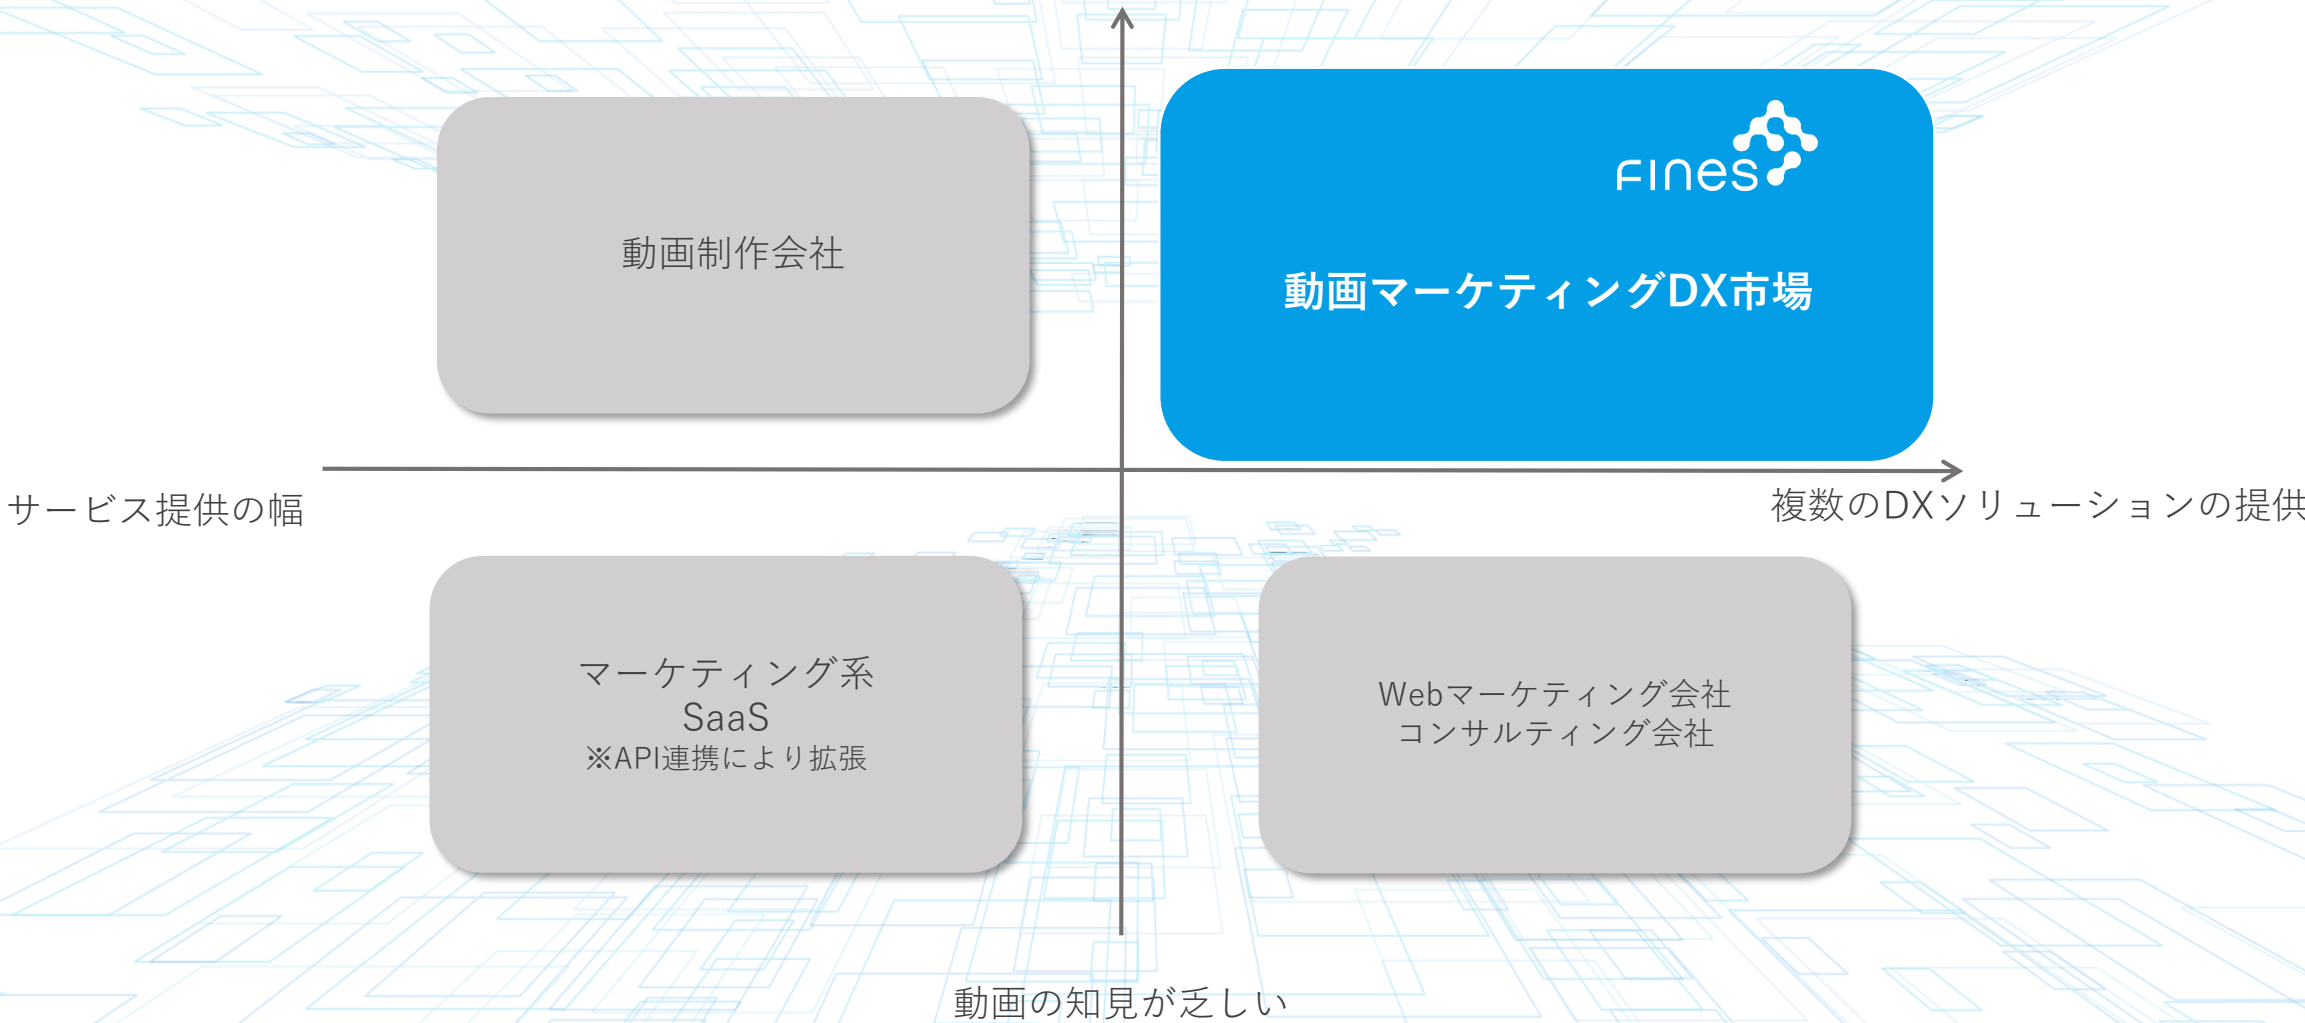 FINES
動画制作会社
動画マーケティングDX市場
サービス提供の幅
複数のDXソリューションの提供
マーケティング系
SaaS
※API連携により拡張
Webマーケティング会社
コンサルティング会社
動画の知見が乏しい